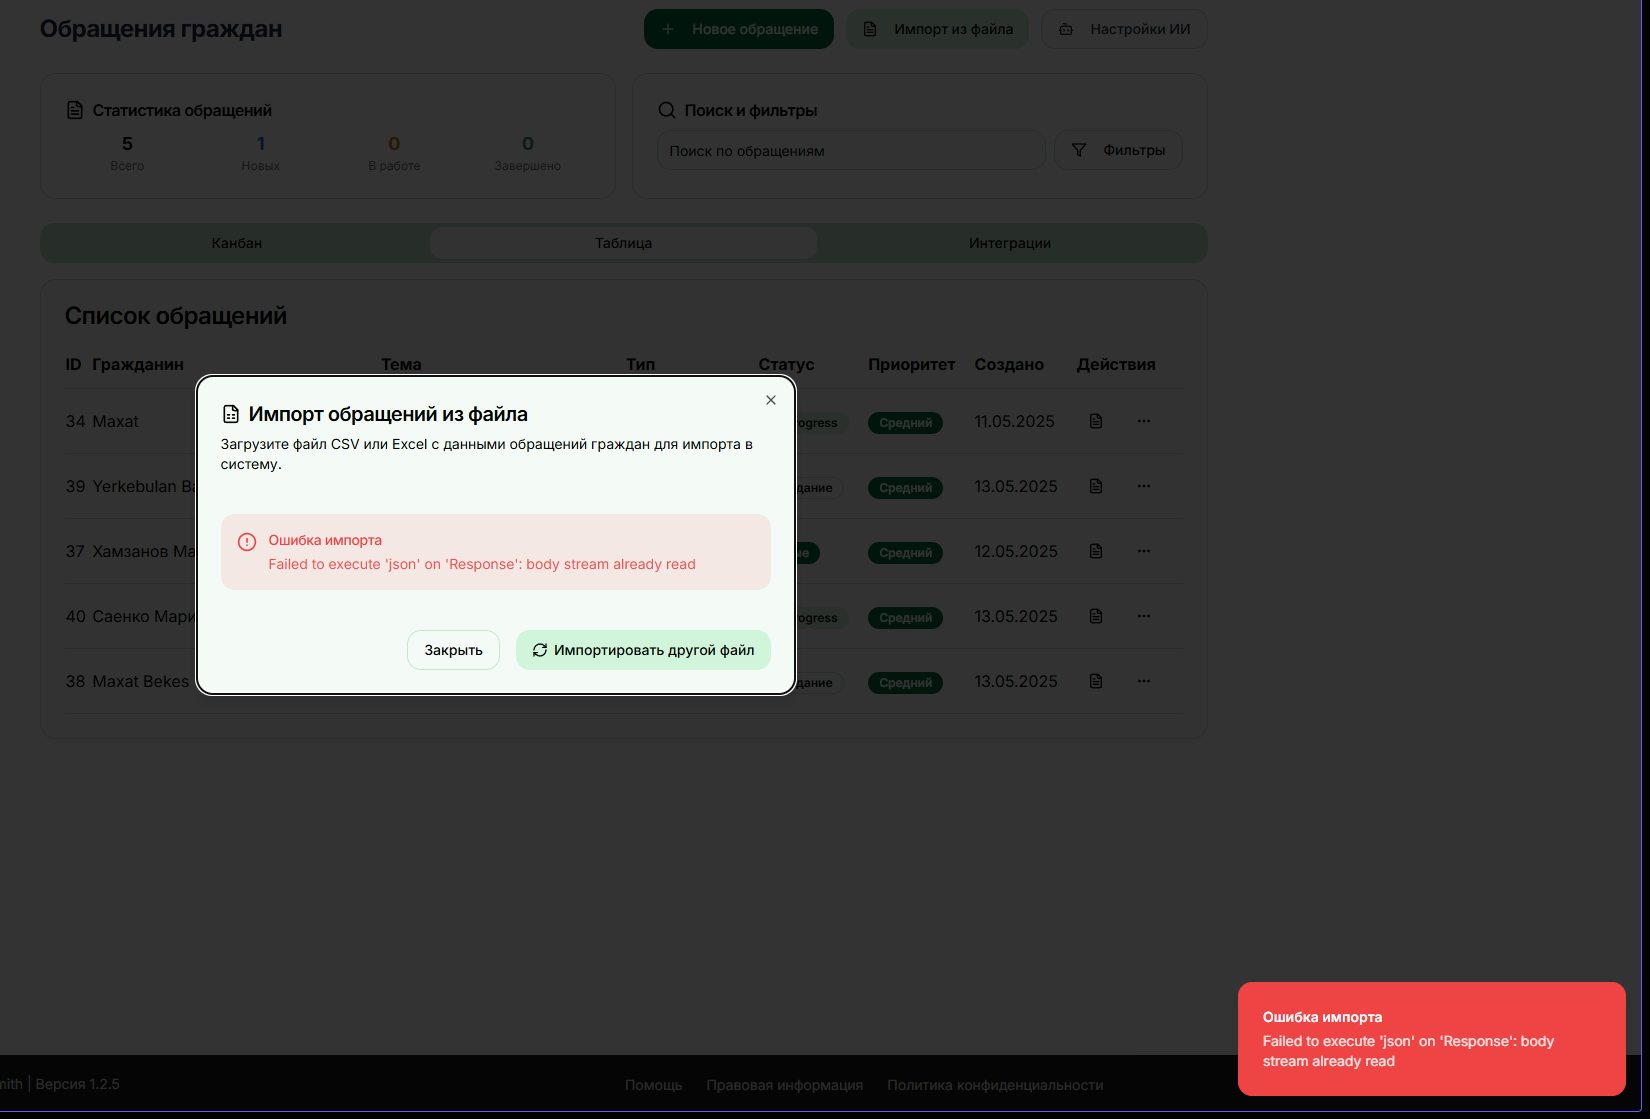 Обращения граждан
Новое обращение
Импорт из файла
Настройки ИИ
Статистика обращений
5
1
0
0
Всего
Новых
В работе
Завершено
Поиск и фильтры
Поиск по обращениям
Фильтры
Канбан
Таблица
Интеграции
Список обращений
ID Гражданин Тема Тип Статус Приоритет Создано Действия
34 Maxat ogress Средний 11.05.2025
39 Yerkebulan Ba дание Средний 13.05.2025
37 Хамзанов Ма ые Средний 12.05.2025
40 Саенко Мари ogress Средний 13.05.2025
38 Maxat Bekes дание Средний 13.05.2025
Импорт обращений из файла
Загрузите файл CSV или Excel с данными обращений граждан для импорта в
систему.
Ошибка импорта
Failed to execute 'json' on 'Response': body stream already read
Закрыть
Импортировать другой файл
Ошибка импорта
Failed to execute 'json' on 'Response': body
stream already read
mith | Версия 1.2.5
Помощь
Правовая информация
Политика конфиденциальности